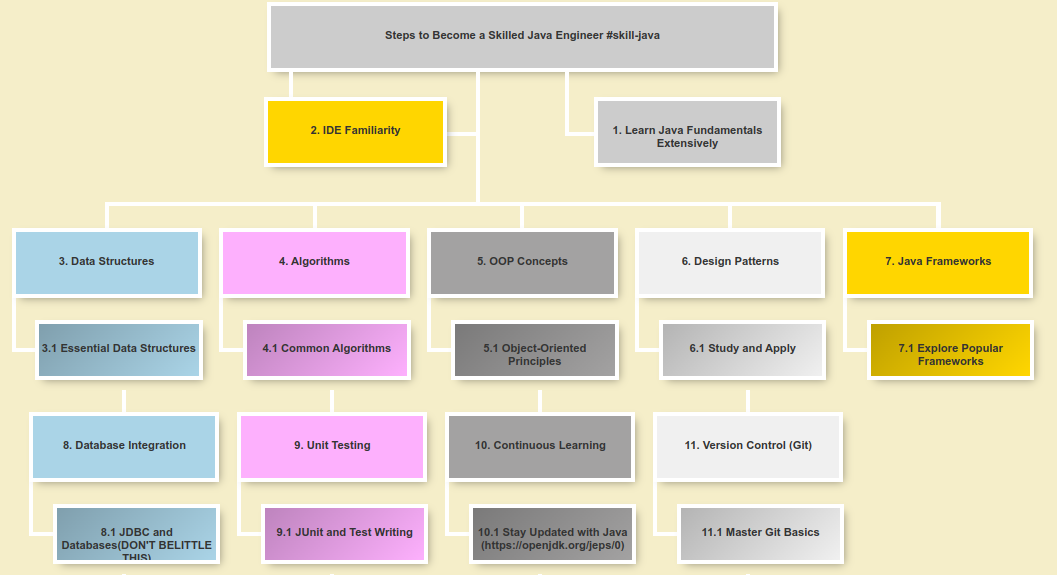 Steps to Become a Skilled Java Engineer #skill-java
2. IDE Familiarity
1. Learn Java Fundamentals
Extensively
3. Data Structures
4. Algorithms
5. OOP Concepts
6. Design Patterns
7. Java Frameworks
3.1 Essential Data Structures
4.1 Common Algorithms
5.1 Object-Oriented
Principles
6.1 Study and Apply
7.1 Explore Popular
Frameworks
8. Database Integration
9. Unit Testing
10. Continuous Learning
11. Version Control (Git)
8.1 JDBC and
Databases(DON'T BELITTLE
THIS)
9.1 JUnit and Test Writing
10.1 Stay Updated with Java
(https://openjdk.org/jeps/0)
11.1 Master Git Basics